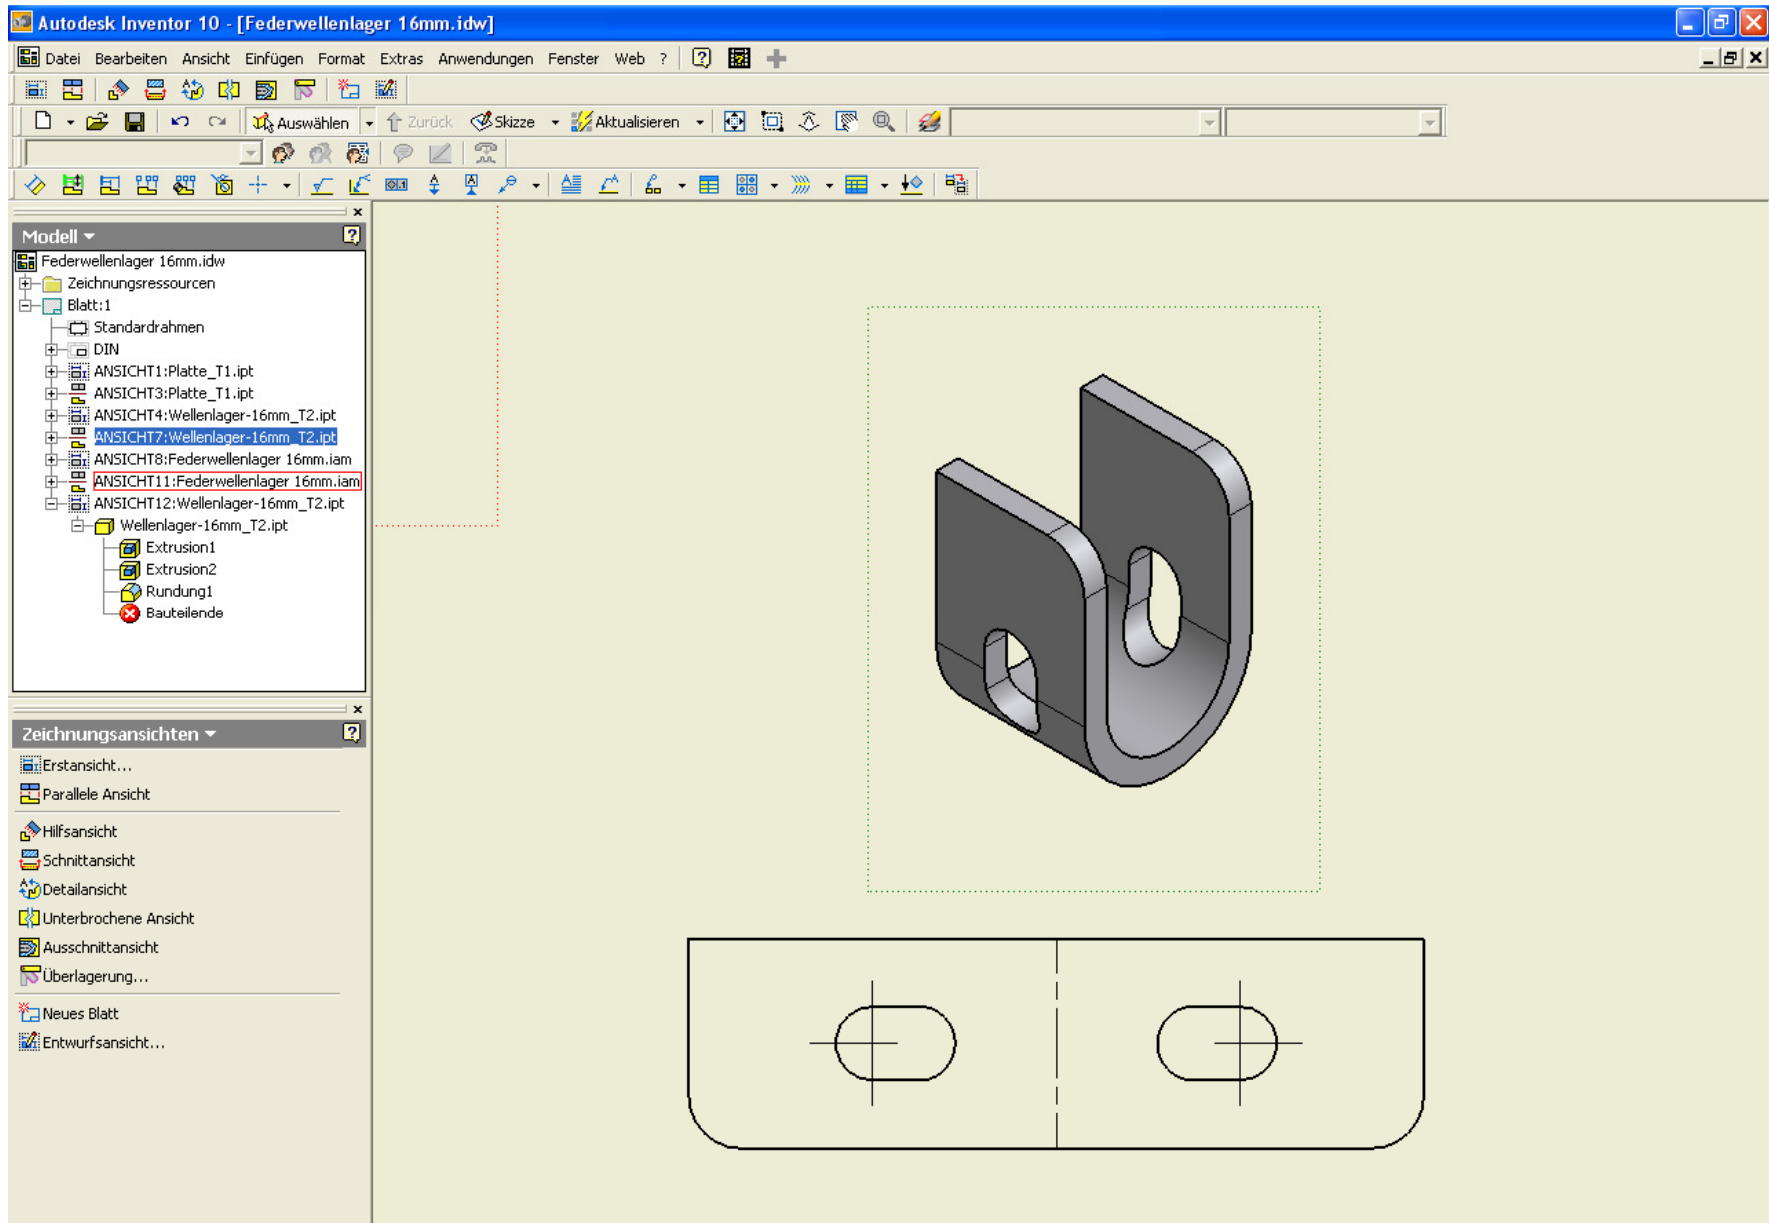 Autodesk Inventor 10 - [Federwellenlager 16mm.idw]
Datei Bearbeiten Ansicht Einfügen Format Extras Anwendungen Fenster Web ?
Auswählen Zurück Skizze Aktualisieren
Modell
Federwellenlager 16mm.idw
Zeichnungsressourcen
Blatt:1
Standardrahmen
DIN
ANSICHT1:Platte_T1.ipt
ANSICHT3:Platte_T1.ipt
ANSICHT4:Wellenlager-16mm_T2.ipt
ANSICHT7:Wellenlager-16mm_T2.ipt
ANSICHT8:Federwellenlager 16mm.iam
ANSICHT11:Federwellenlager 16mm.iam
ANSICHT12:Wellenlager-16mm_T2.ipt
Wellenlager-16mm_T2.ipt
Extrusion1
Extrusion2
Rundung1
Bauteilende
Zeichnungsansichten
Erstansicht...
Parallele Ansicht
Hilfsansicht
Schnittansicht
Detailansicht
Unterbrochene Ansicht
Ausschnittansicht
Überlagerung...
Neues Blatt
Entwurfsansicht...